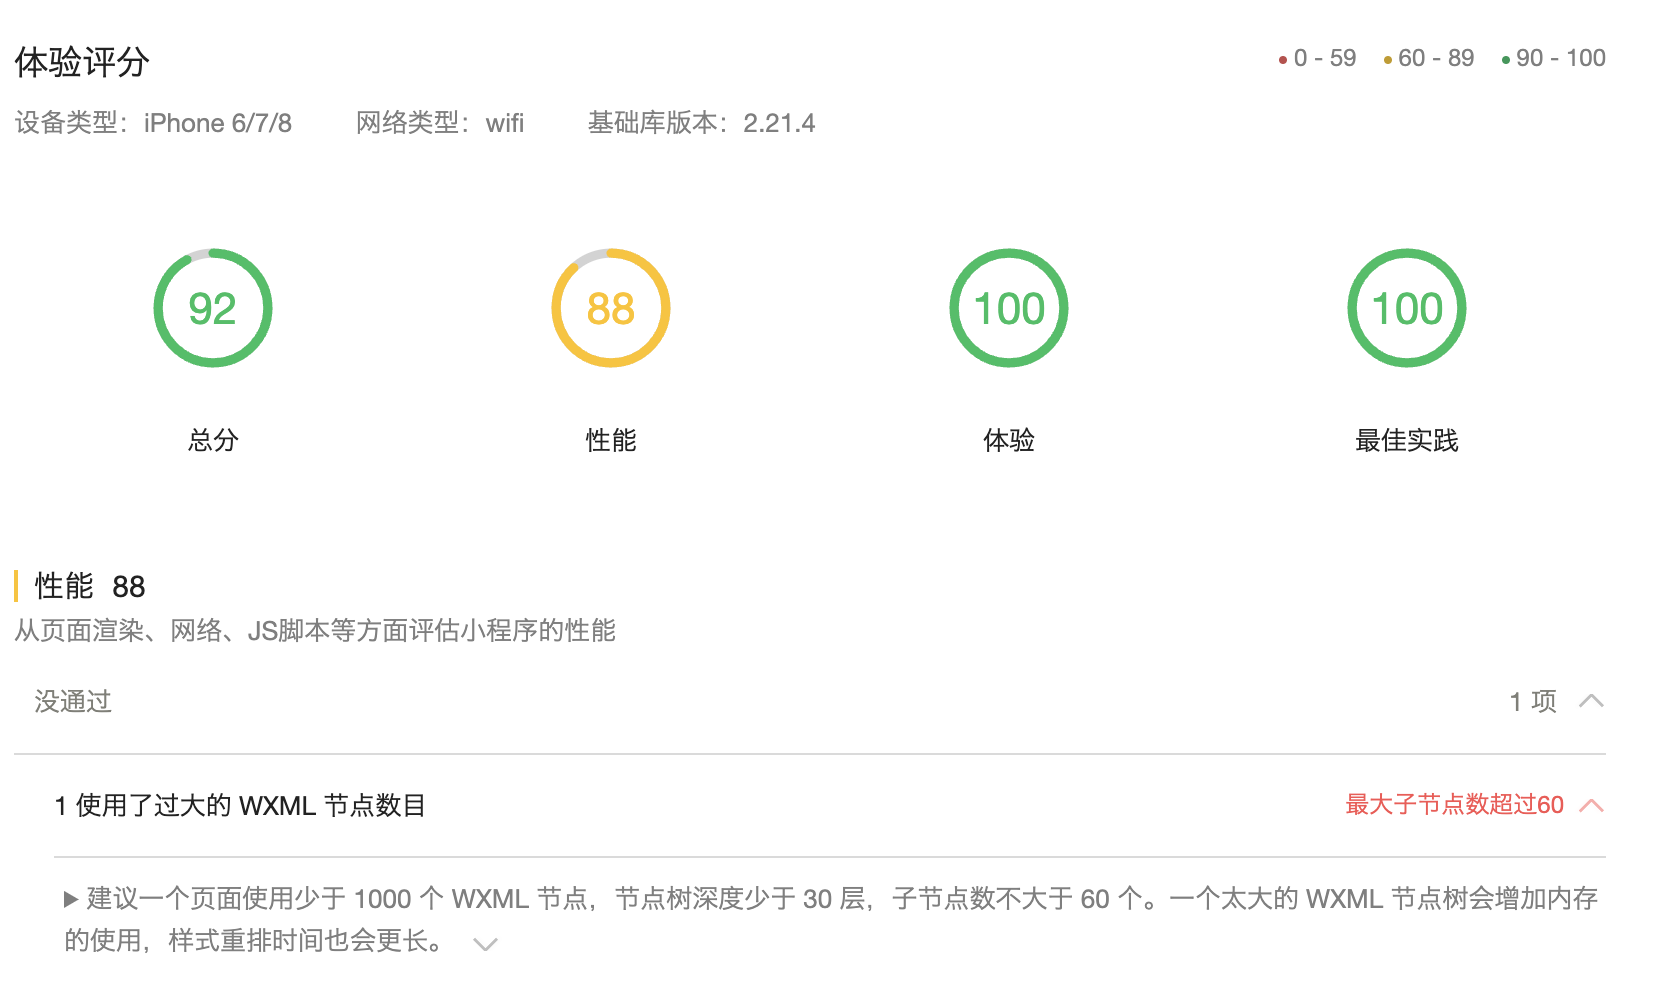 体验评分
0 - 59
60 - 89
90 - 100
设备类型：iPhone 6/7/8 网络类型：wifi 基础库版本：2.21.4
92
88
100
100
总分
性能
体验
最佳实践
性能 88
从页面渲染、网络、JS脚本等方面评估小程序的性能
没通过
1 项
1 使用了过大的 WXML 节点数目
最大子节点数超过60
建议一个页面使用少于 1000 个 WXML 节点，节点树深度少于 30 层，子节点数不大于 60 个。一个太大的 WXML 节点树会增加内存
的使用，样式重排时间也会更长。